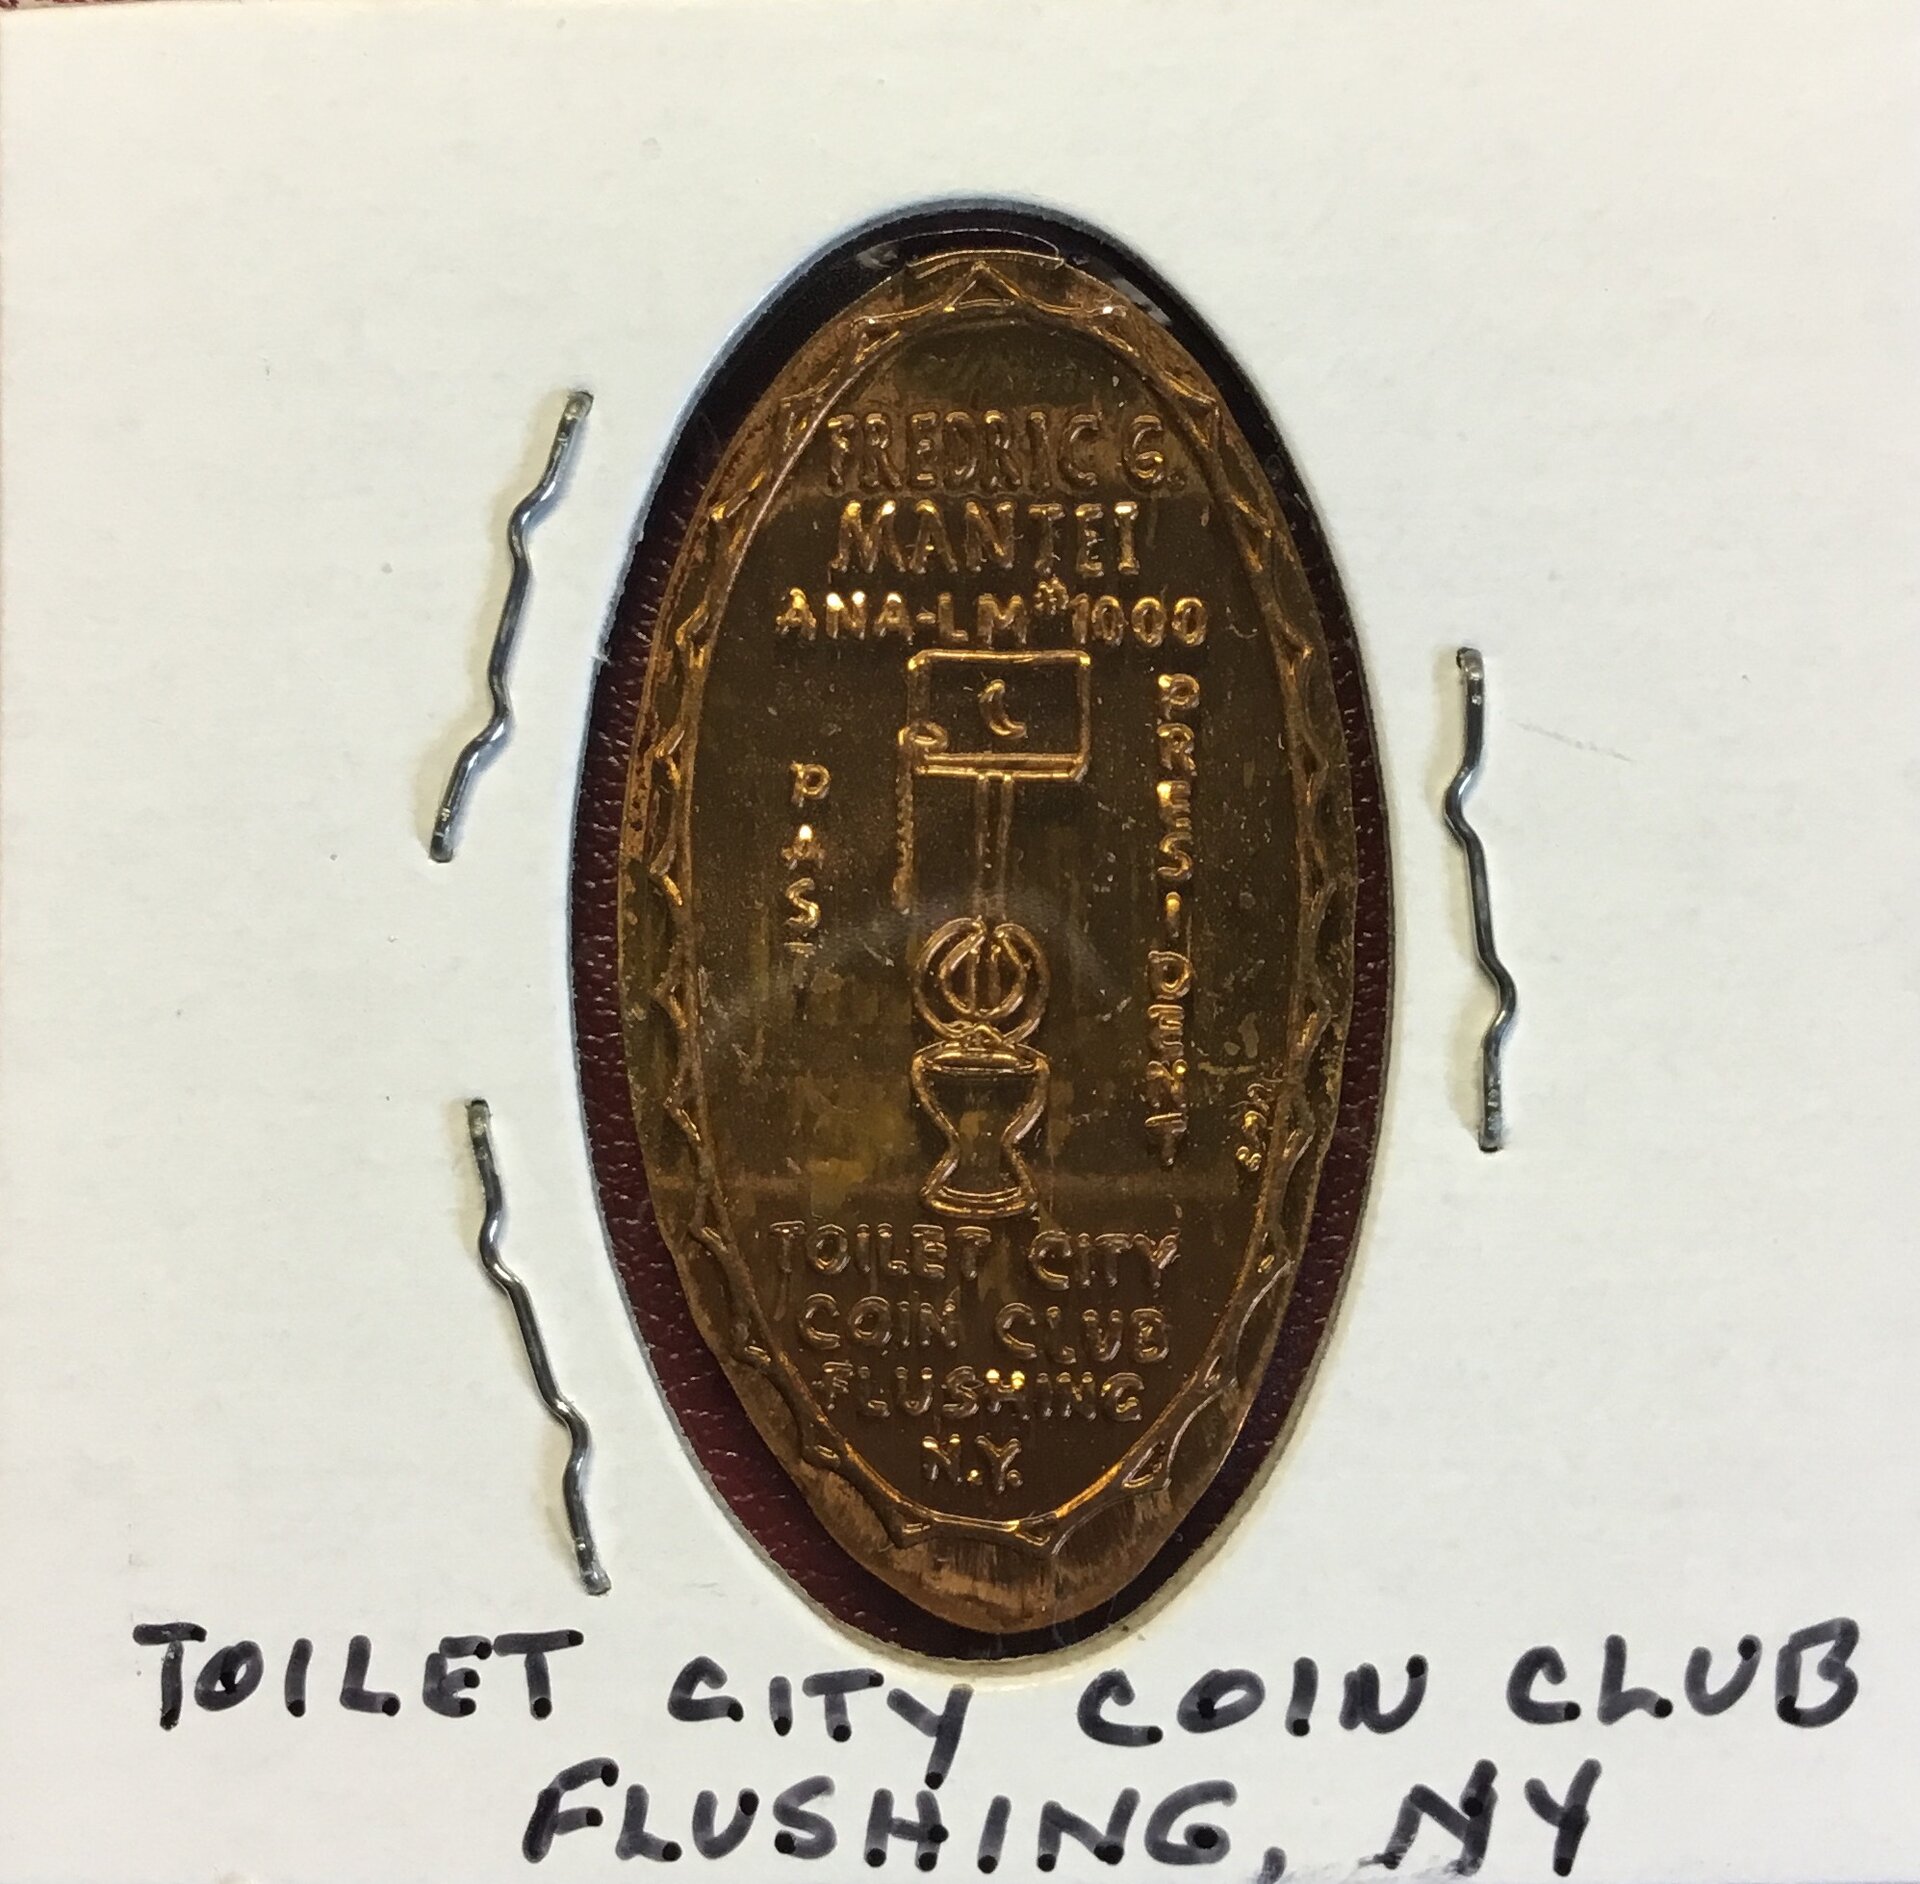 FREDRIC G.
MANTEI
ANA-LM #1000
PAST
PRESIDENT
TOILET CITY
COIN CLUB
FLUSHING
N.Y.
TOILET CITY COIN CLUB
FLUSHING, NY